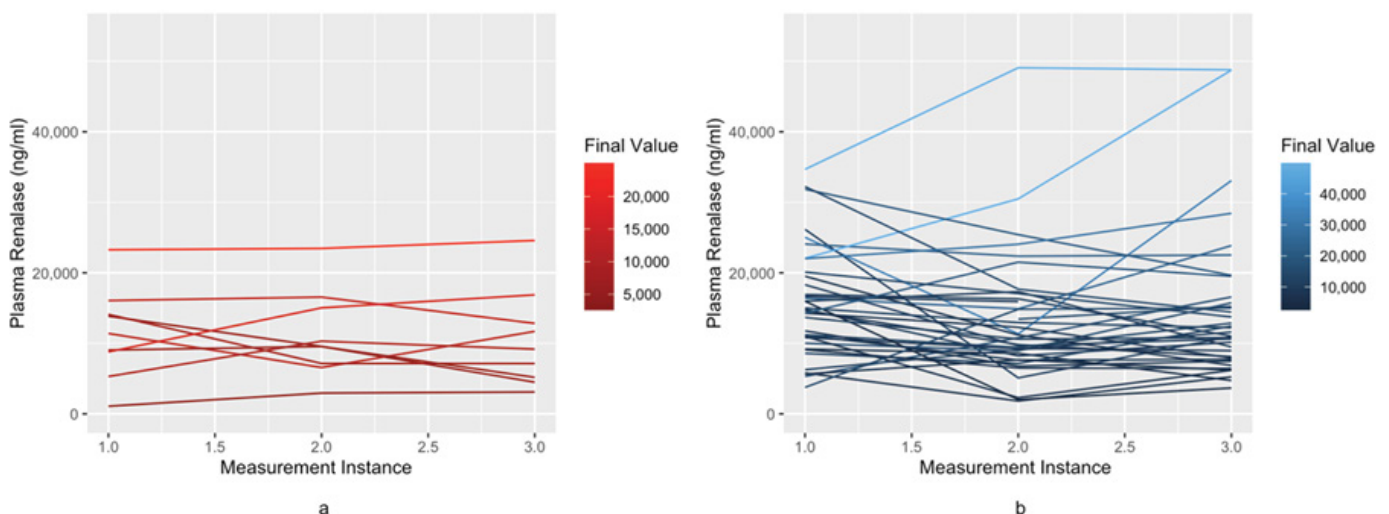 Plasma Renalase (ng/ml)
40,000
20,000
0
1.0 1.5 2.0 2.5 3.0
Measurement Instance
Final Value
20,000
15,000
10,000
5,000
a
Plasma Renalase (ng/ml)
40,000
20,000
0
1.0 1.5 2.0 2.5 3.0
Measurement Instance
Final Value
40,000
30,000
20,000
10,000
b